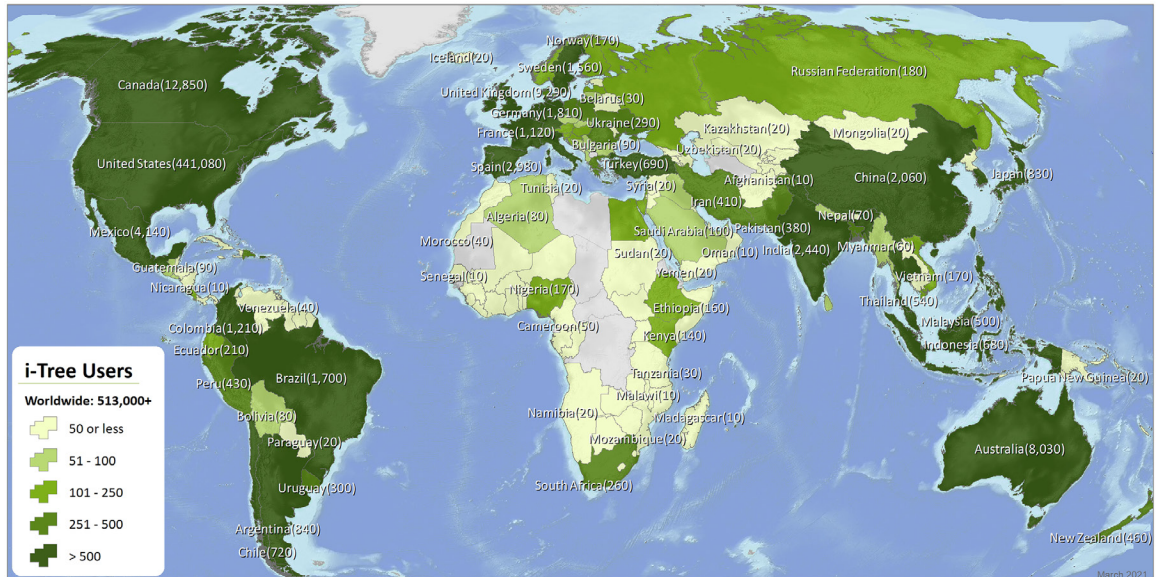 Norway(170)
Iceland(20)
Sweden(1,560)
Canada(12,850)
Russian Federation(180)
United Kingdom(9,290)
Belarus(30)
Germany(1,810)
Ukraine(290)
France(1,120)
Kazakhstan(20)
Mongolia(20)
Bulgaria(90)
Uzbekistan(20)
United States(441,080)
Spain(2,980)
Turkey(690)
Japan(830)
China(2,060)
Afghanistan(10)
Tunisia(20)
Syria(20)
Iran(410)
Algeria(80)
Nepal(70)
Mexico(4,140)
Saudi Arabia(100)
Pakistan(380)
Morocco(40)
Sudan(20)
Oman(10)
India(2,440)
Myanmar(60)
Guatemala(90)
Senegal(10)
Yemen(20)
Vietnam(170)
Nicaragua(10)
Nigeria(170)
Thailand(540)
Venezuela(40)
Ethiopia(160)
Colombia(1,210)
Cameroon(50)
Malaysia(500)
Kenya(140)
Ecuador(210)
Indonesia(680)
Tanzania(30)
Peru(430)
Brazil(1,700)
Papua New Guinea(20)
Malawi(10)
Bolivia(80)
Namibia(20)
Madagascar(10)
Paraguay(20)
Mozambique(20)
Australia(8,030)
Uruguay(300)
South Africa(260)
Argentina(840)
New Zealand(460)
Chile(720)
i-Tree Users
Worldwide: 513,000+
50 or less
51 - 100
101 - 250
251 - 500
> 500
March 2021